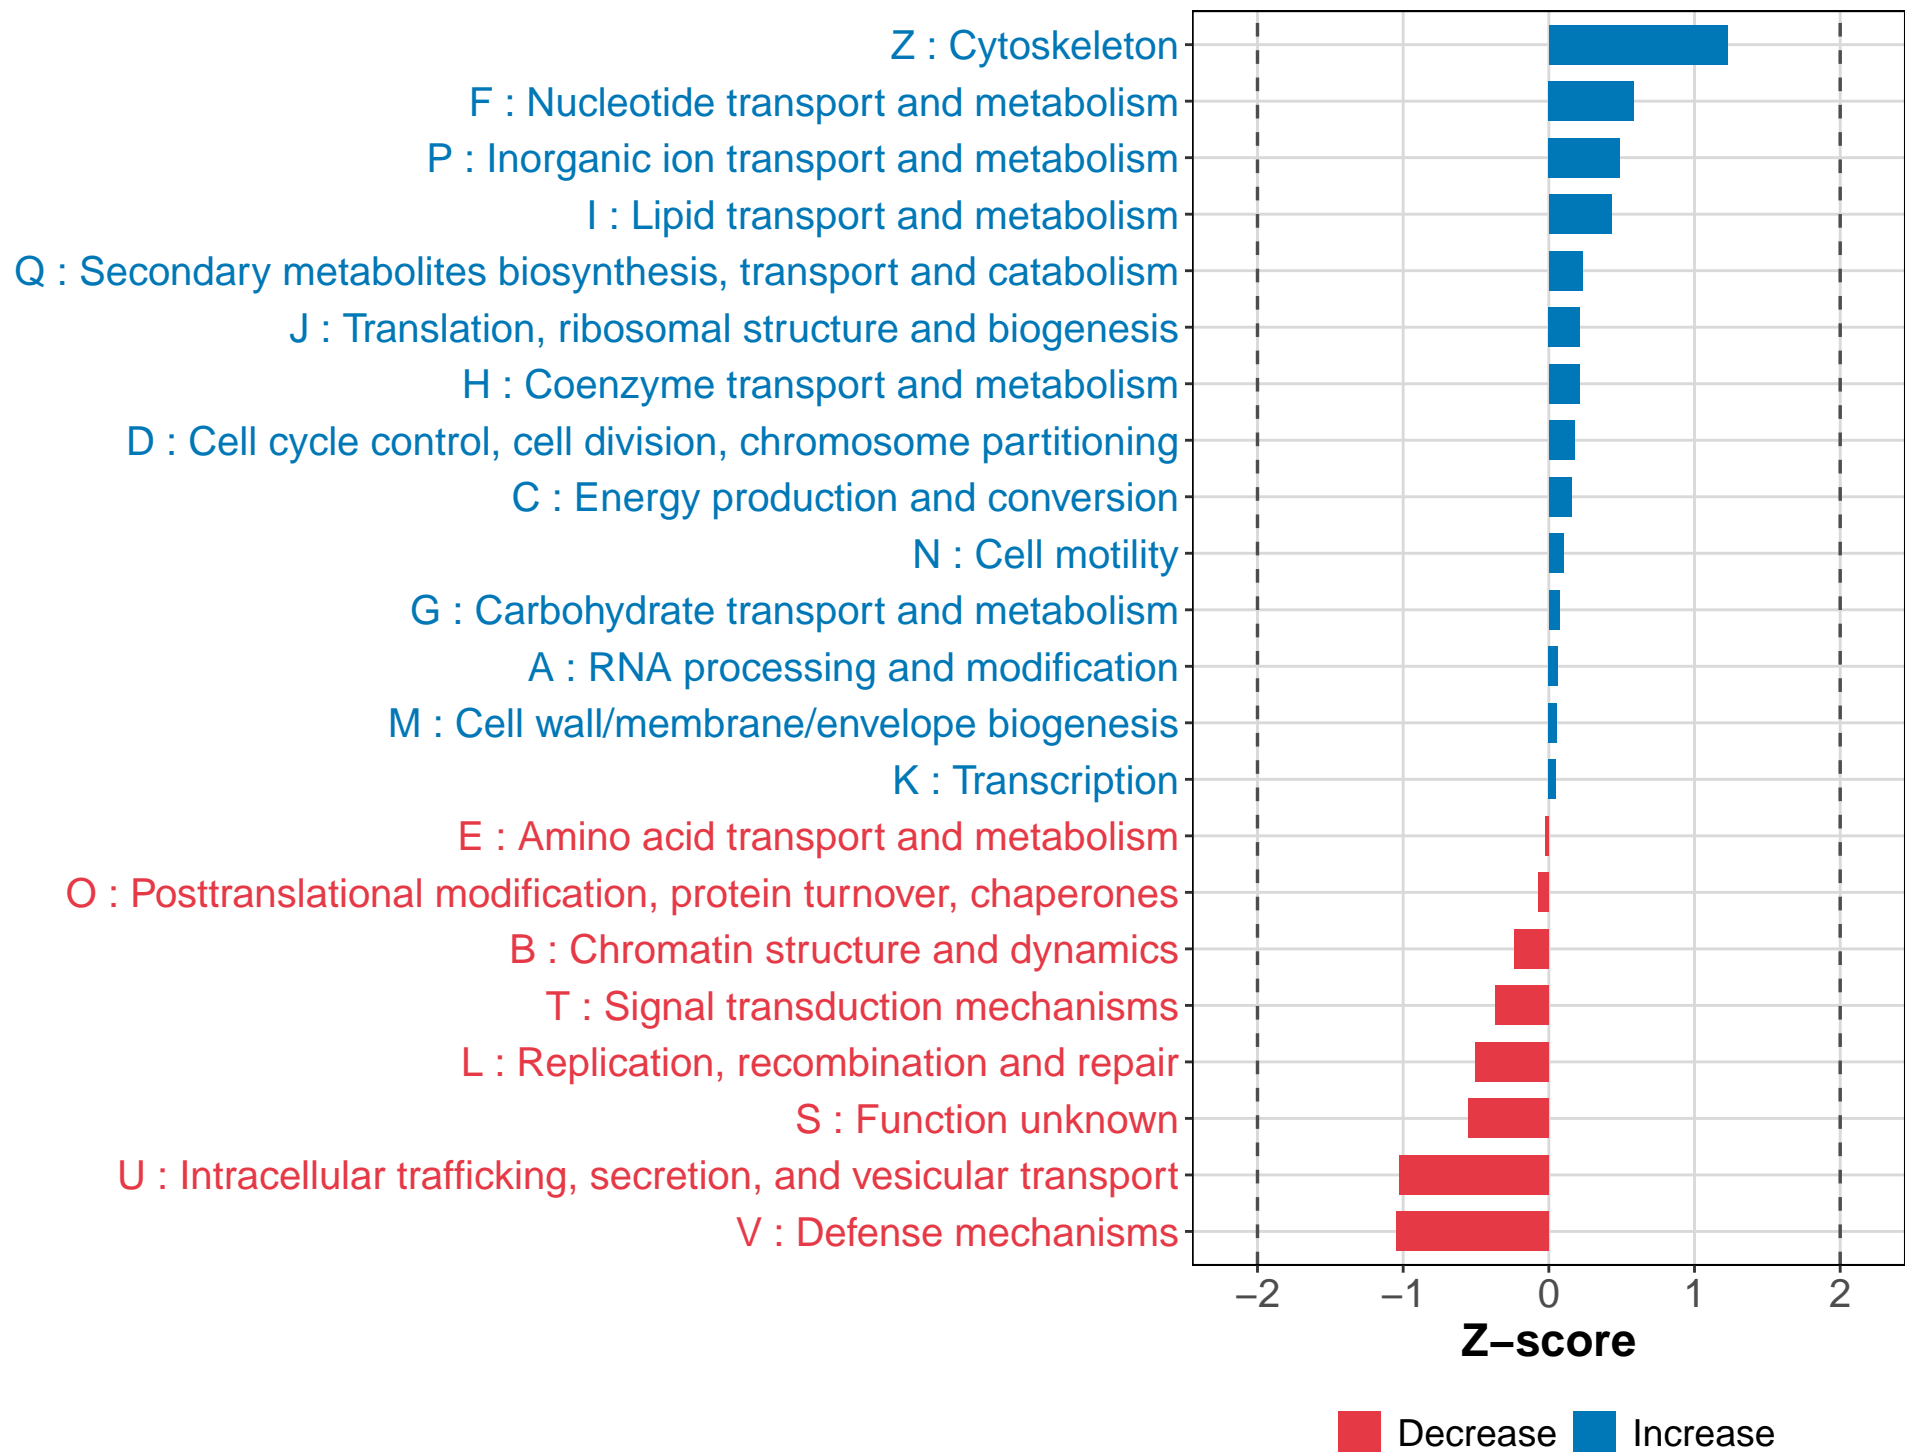 Z : Cytoskeleton
F : Nucleotide transport and metabolism
P : Inorganic ion transport and metabolism
I : Lipid transport and metabolism
Q : Secondary metabolites biosynthesis, transport and catabolism
J : Translation, ribosomal structure and biogenesis
H : Coenzyme transport and metabolism
D : Cell cycle control, cell division, chromosome partitioning
C : Energy production and conversion
N : Cell motility
G : Carbohydrate transport and metabolism
A : RNA processing and modification
M : Cell wall/membrane/envelope biogenesis
K : Transcription
E : Amino acid transport and metabolism
O : Posttranslational modification, protein turnover, chaperones
B : Chromatin structure and dynamics
T : Signal transduction mechanisms
L : Replication, recombination and repair
S : Function unknown
U : Intracellular trafficking, secretion, and vesicular transport
V : Defense mechanisms
−2 −1 0 1 2
Z−score
Decrease Increase